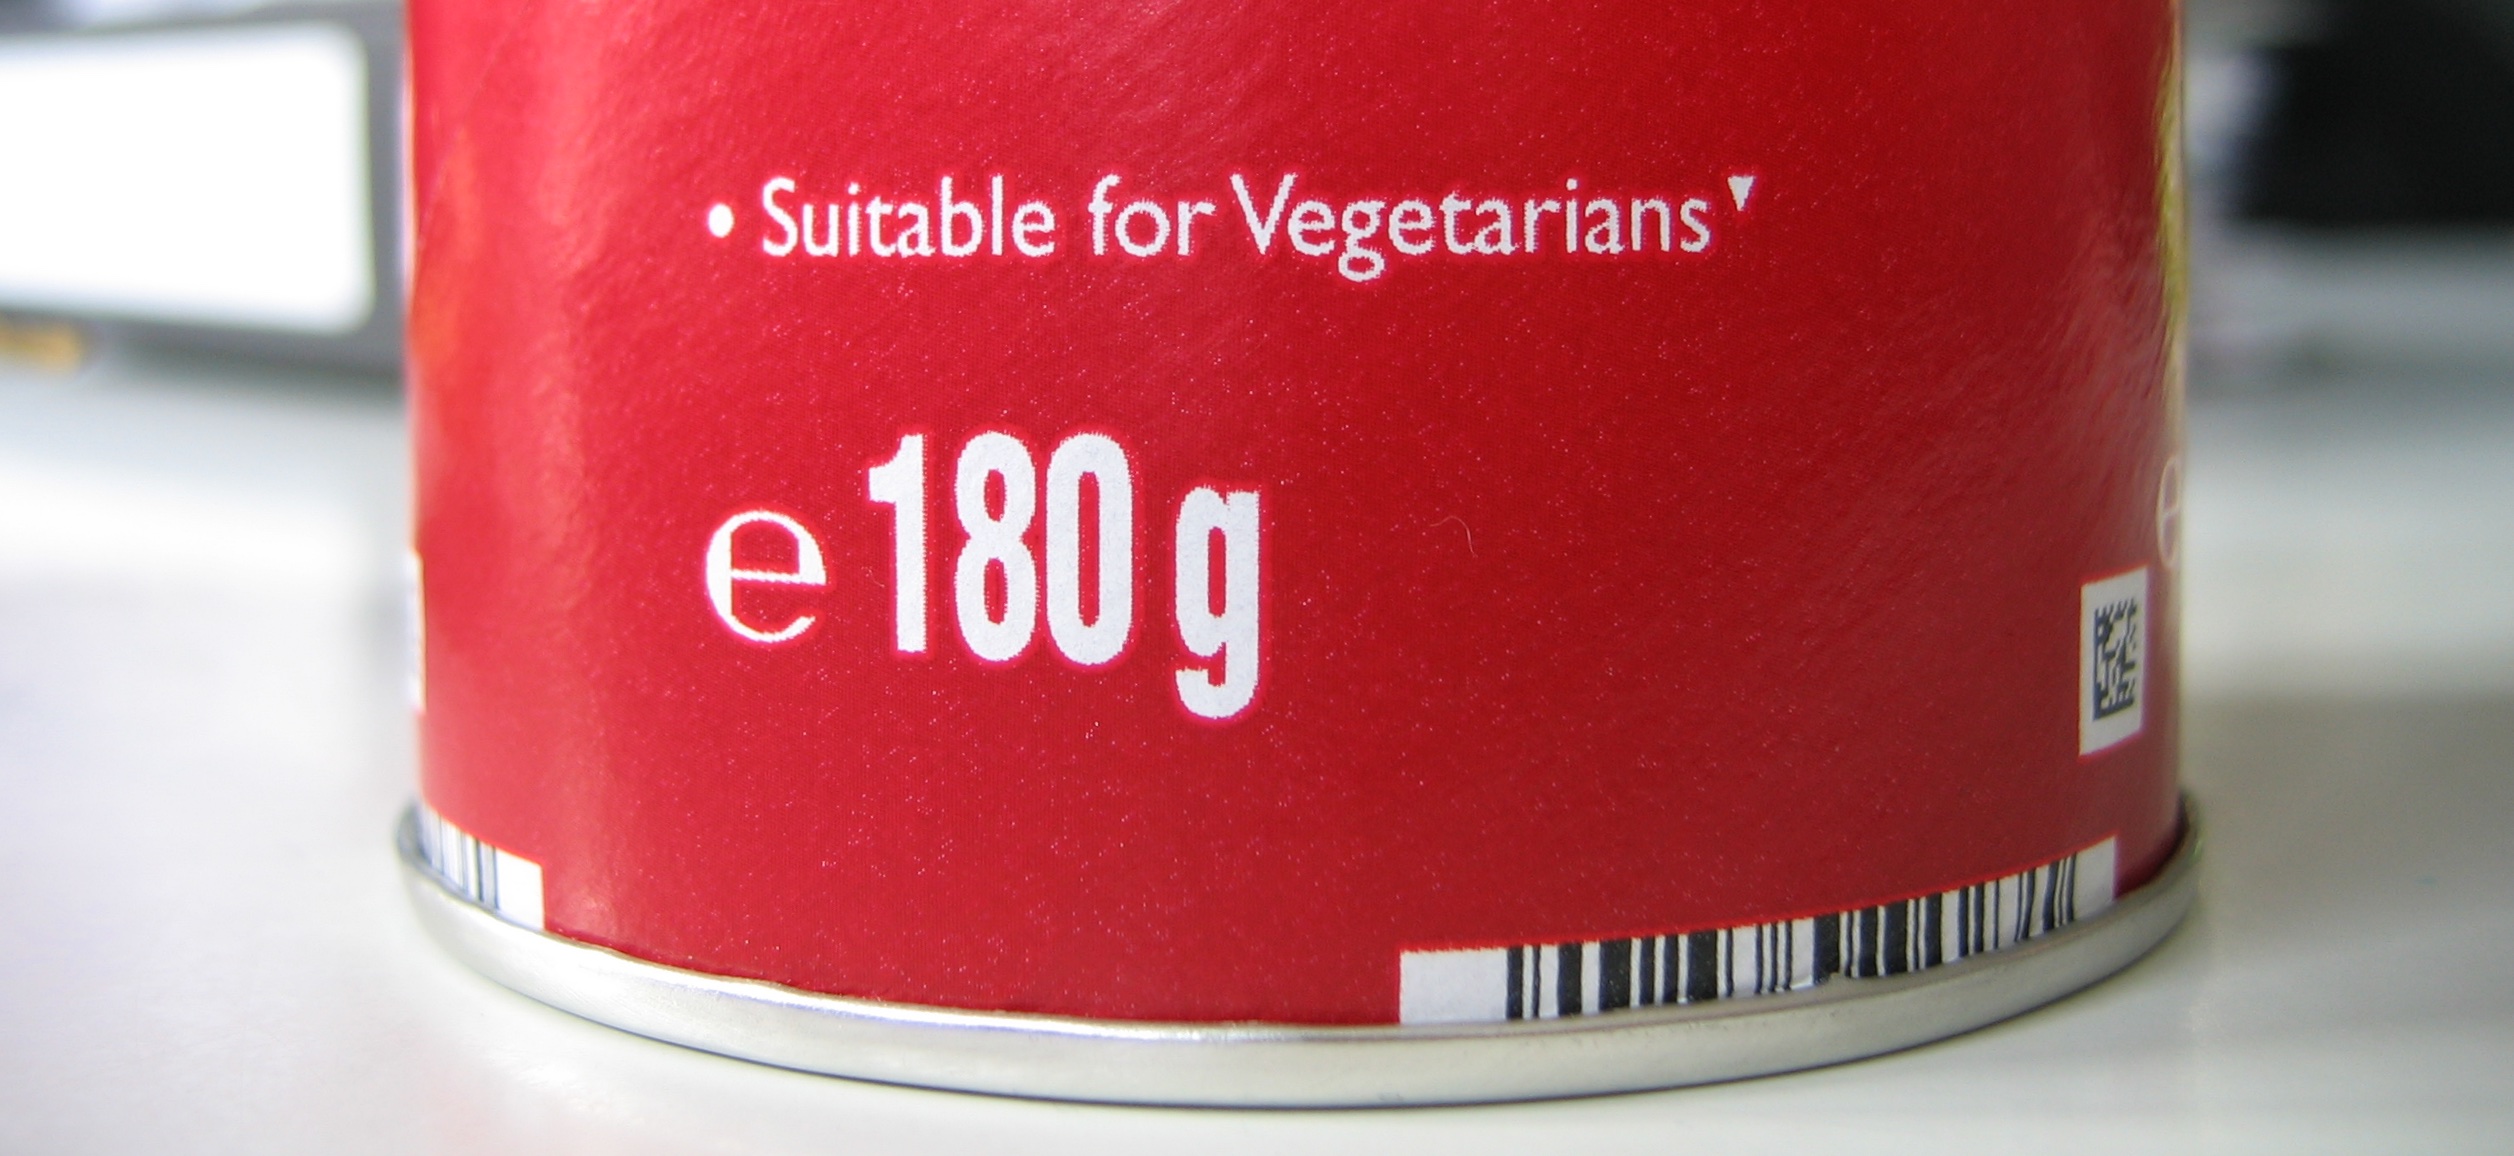 • Suitable for Vegetarians▼
℮ 180 g